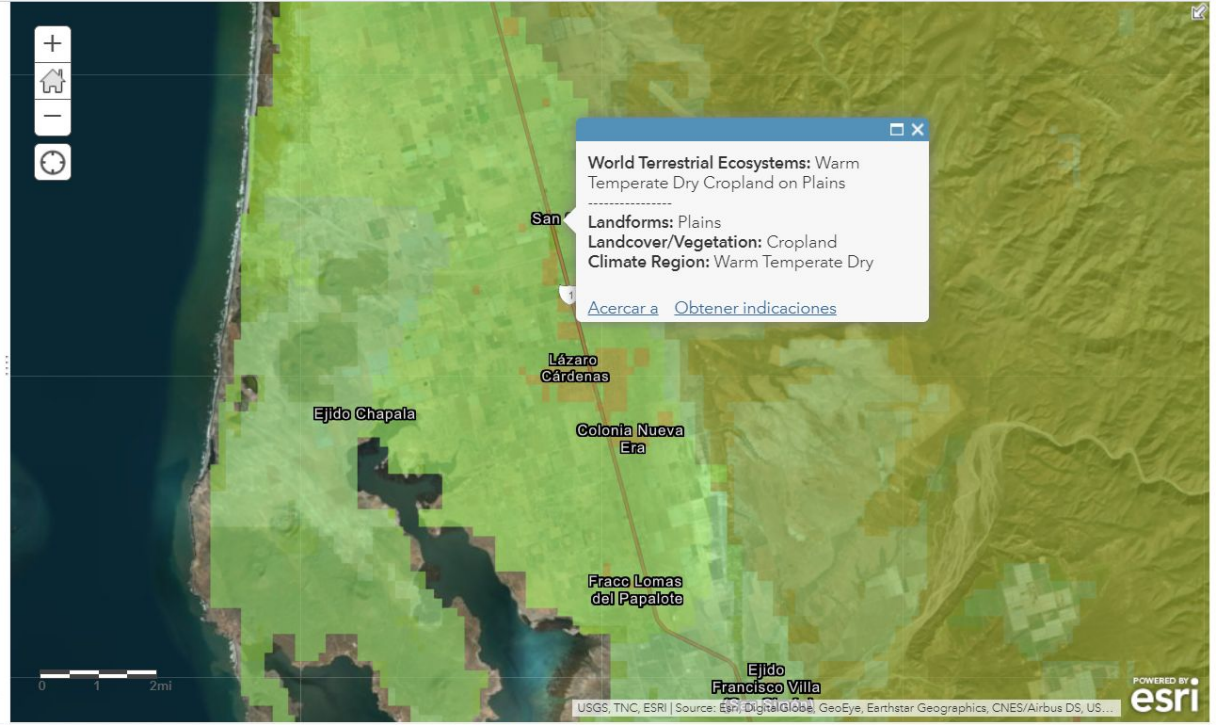 +
−
World Terrestrial Ecosystems: Warm
Temperate Dry Cropland on Plains
----------------
Landforms: Plains
Landcover/Vegetation: Cropland
Climate Region: Warm Temperate Dry
Acercar a Obtener indicaciones
San
1
Lázaro
Cárdenas
Ejido Chapala
Colonia Nueva
Era
Fracc Lomas
del Papalote
Ejido
Francisco Villa
0 1 2mi
USGS, TNC, ESRI | Source: Esri, DigitalGlobe, GeoEye, Earthstar Geographics, CNES/Airbus DS, US...
POWERED BY
esri